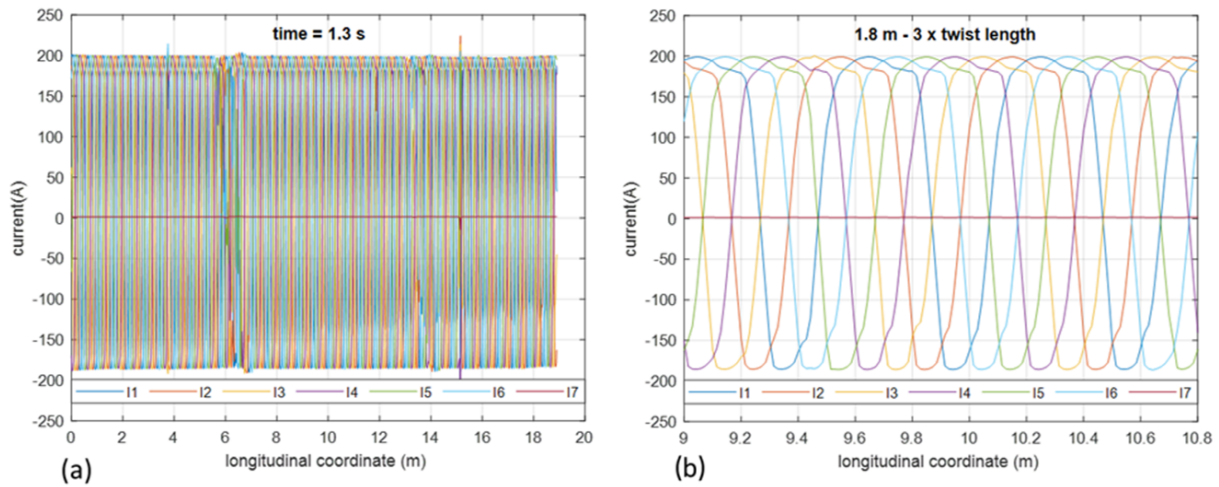 time = 1.3 s
250
200
150
100
50
0
-50
-100
-150
-200
-250
current(A)
I1 I2 I3 I4 I5 I6 I7
0 2 4 6 8 10 12 14 16 18 20
longitudinal coordinate (m)
(a)
1.8 m - 3 x twist length
250
200
150
100
50
0
-50
-100
-150
-200
-250
current(A)
I1 I2 I3 I4 I5 I6 I7
9 9.2 9.4 9.6 9.8 10 10.2 10.4 10.6 10.8
longitudinal coordinate (m)
(b)